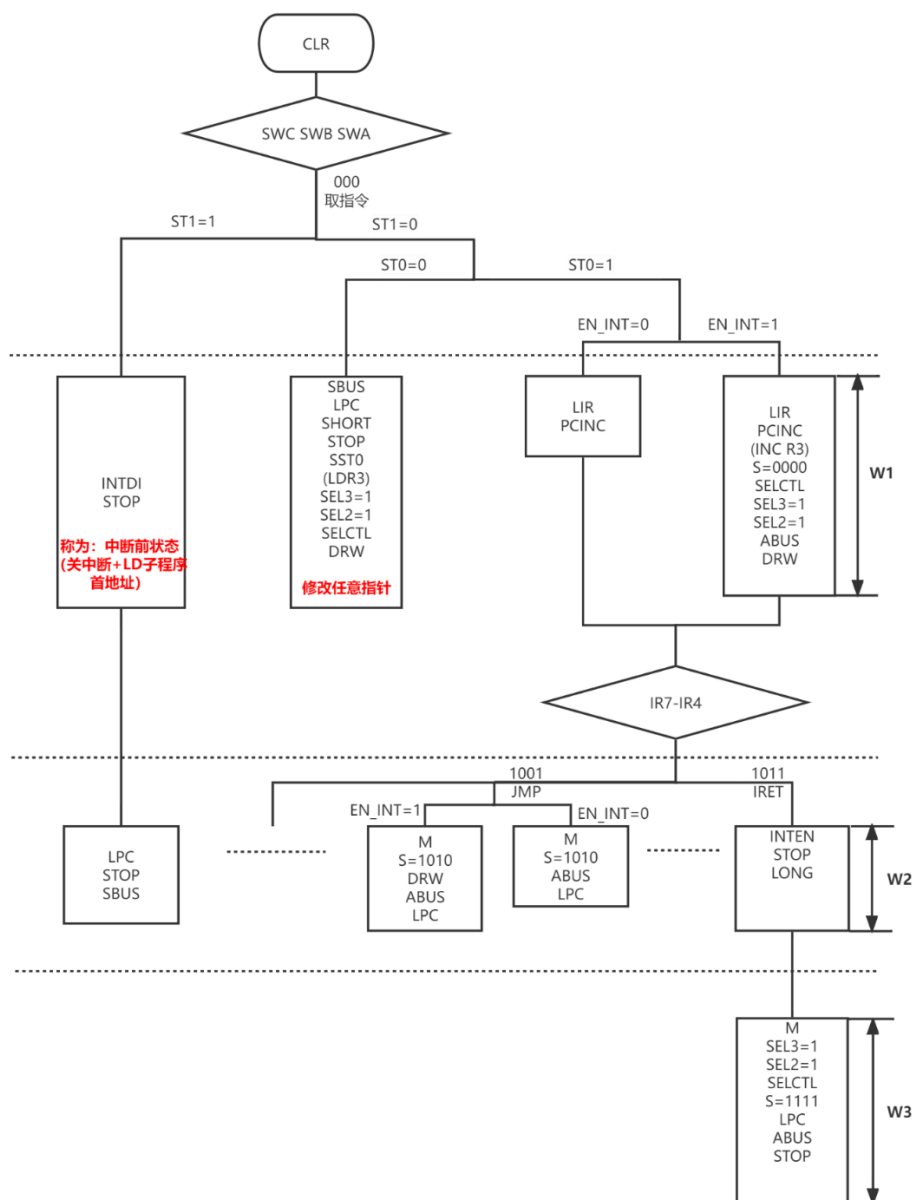 CLR
SWC SWB SWA
000
取指令
ST1=1
ST1=0
ST0=0
ST0=1
EN_INT=0
EN_INT=1
INTDI
STOP
称为：中断前状态
(关中断+LD子程序
首地址）
SBUS
LPC
SHORT
STOP
SST0
(LDR3)
SEL3=1
SEL2=1
SELCTL
DRW
修改任意指针
LIR
PCINC
LIR
PCINC
(INC R3)
S=0000
SELCTL
SEL3=1
SEL2=1
ABUS
DRW
W1
IR7-IR4
1001
JMP
1011
IRET
EN_INT=1
EN_INT=0
LPC
STOP
SBUS
M
S=1010
DRW
ABUS
LPC
M
S=1010
ABUS
LPC
INTEN
STOP
LONG
W2
M
SEL3=1
SEL2=1
SELCTL
S=1111
LPC
ABUS
STOP
W3